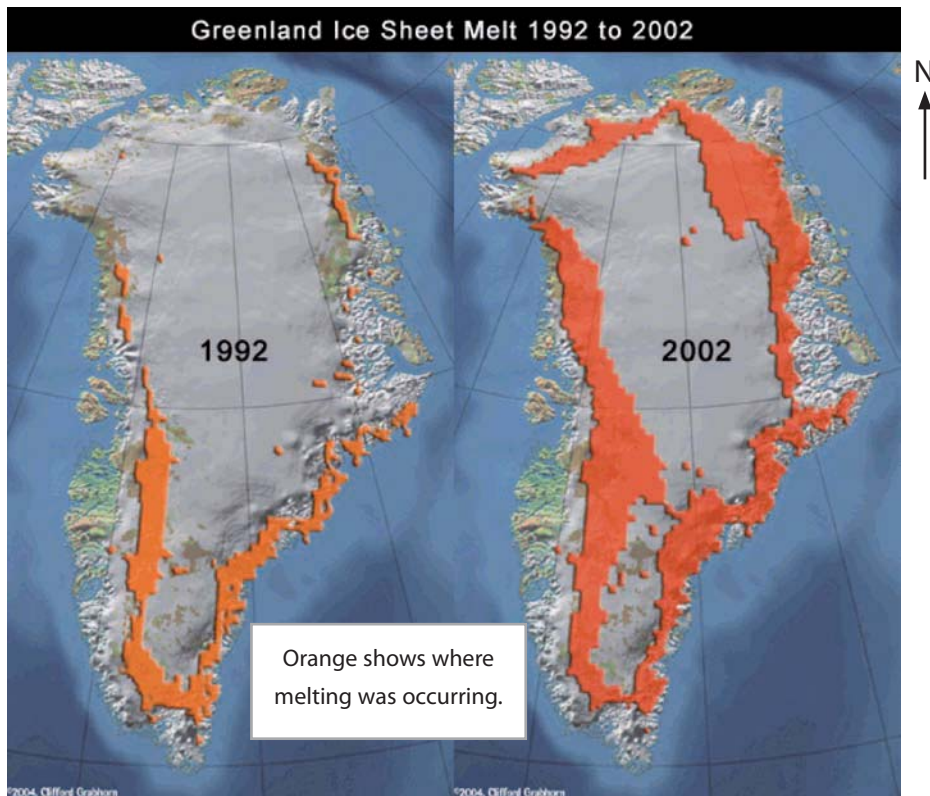 Greenland Ice Sheet Melt 1992 to 2002
N
1992
2002
Orange shows where
melting was occurring.
©2004, Clifford Grabhorn
©2004, Clifford Grabhorn